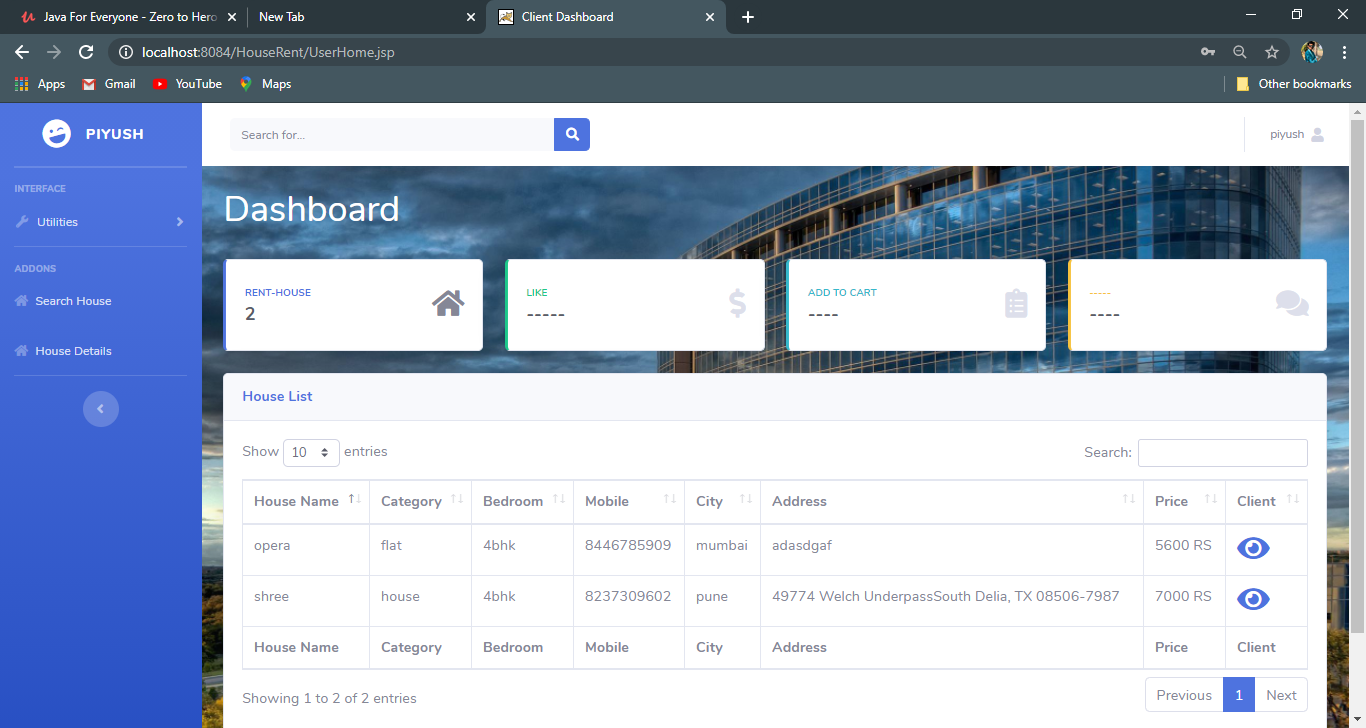 Java For Everyone - Zero to Hero
New Tab
Client Dashboard
localhost:8084/HouseRent/UserHome.jsp
Apps Gmail YouTube Maps Other bookmarks
PIYUSH
INTERFACE
Utilities
ADDONS
Search House
House Details
Search for...
piyush
Dashboard
RENT-HOUSE
2
LIKE
-----
ADD TO CART
----
-----
----
House List
Show 10 entries
Search:
House Name Category Bedroom Mobile City Address Price Client
opera flat 4bhk 8446785909 mumbai adasdgaf 5600 RS
shree house 4bhk 8237309602 pune 49774 Welch UnderpassSouth Delia, TX 08506-7987 7000 RS
House Name Category Bedroom Mobile City Address Price Client
Showing 1 to 2 of 2 entries
Previous 1 Next